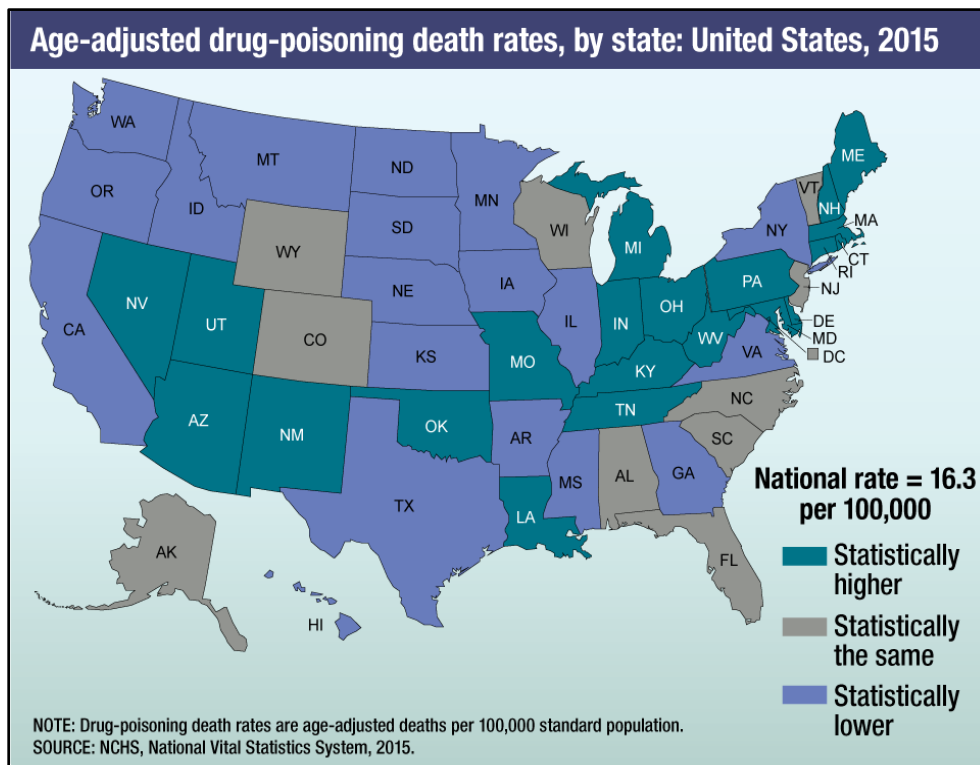 Age-adjusted drug-poisoning death rates, by state: United States, 2015
WA
MT
ND
MN
ME
VT
NH
OR
ID
SD
WI
NY
MA
MI
CT
RI
WY
PA
NJ
IA
NE
OH
NV
IN
DE
IL
UT
MD
WV
DC
CA
CO
VA
KS
MO
KY
NC
TN
AZ
OK
NM
AR
SC
National rate = 16.3
per 100,000
MS
AL
GA
TX
LA
Statistically
higher
AK
FL
HI
Statistically
the same
Statistically
lower
NOTE: Drug-poisoning death rates are age-adjusted deaths per 100,000 standard population.
SOURCE: NCHS, National Vital Statistics System, 2015.